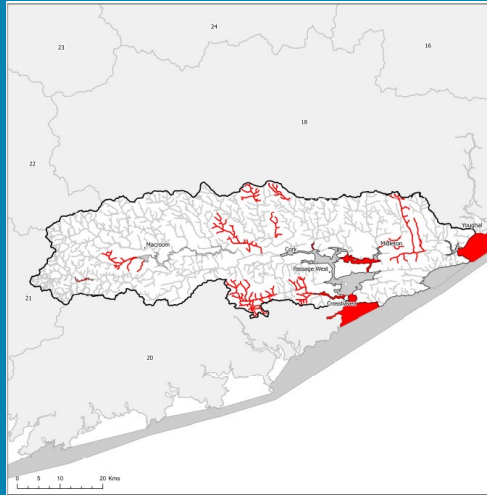 24
23
16
18
22
Youghal
Macroom
Cork
Midleton
Passage West
21
Crosshaven
20
0 5 10 20 Kms